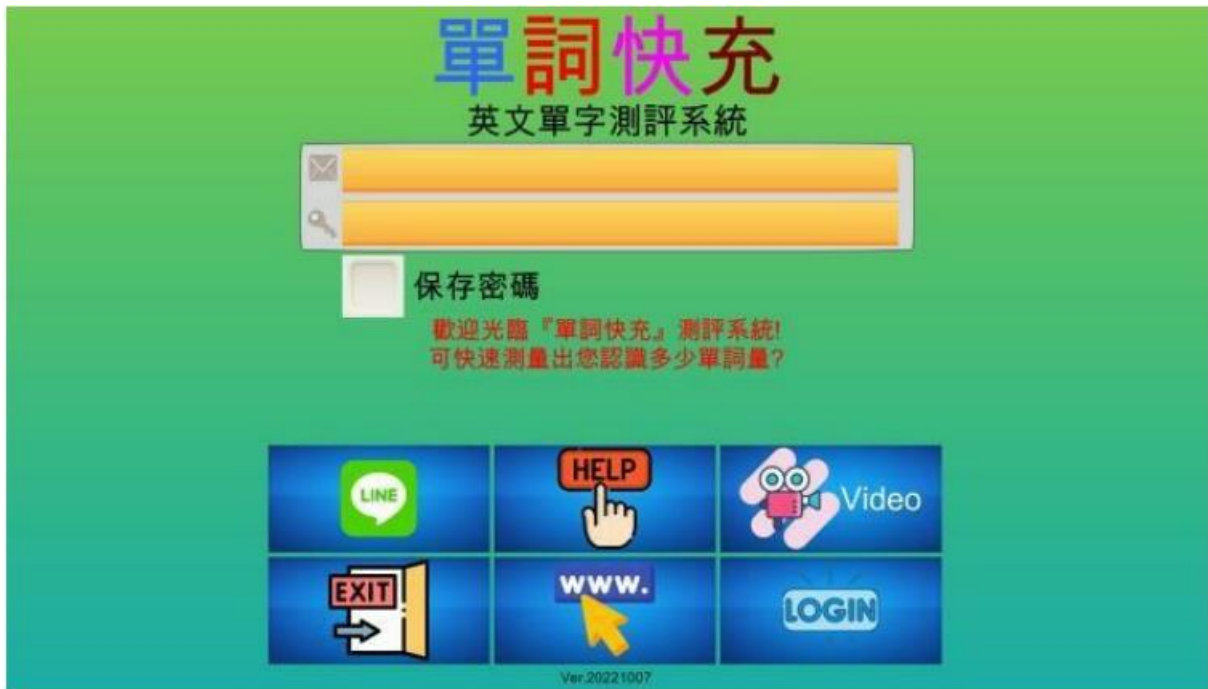 單詞快充
英文單字測評系統
保存密碼
歡迎光臨『單詞快充』測評系統!
可快速測量出您認識多少單詞量?
LINE
HELP
Video
EXIT
www.
LOGIN
Ver.20221007